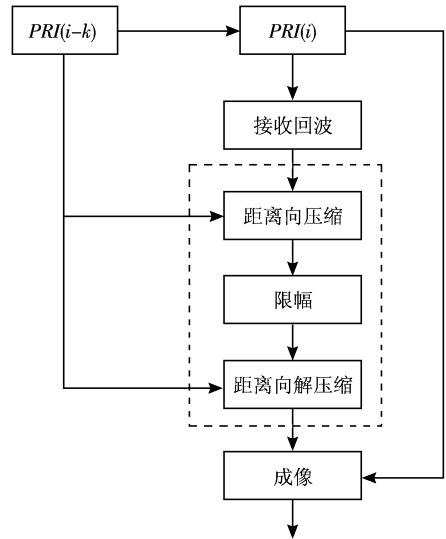 PRI(i−k)
PRI(i)
接收回波
距离向压缩
限幅
距离向解压缩
成像